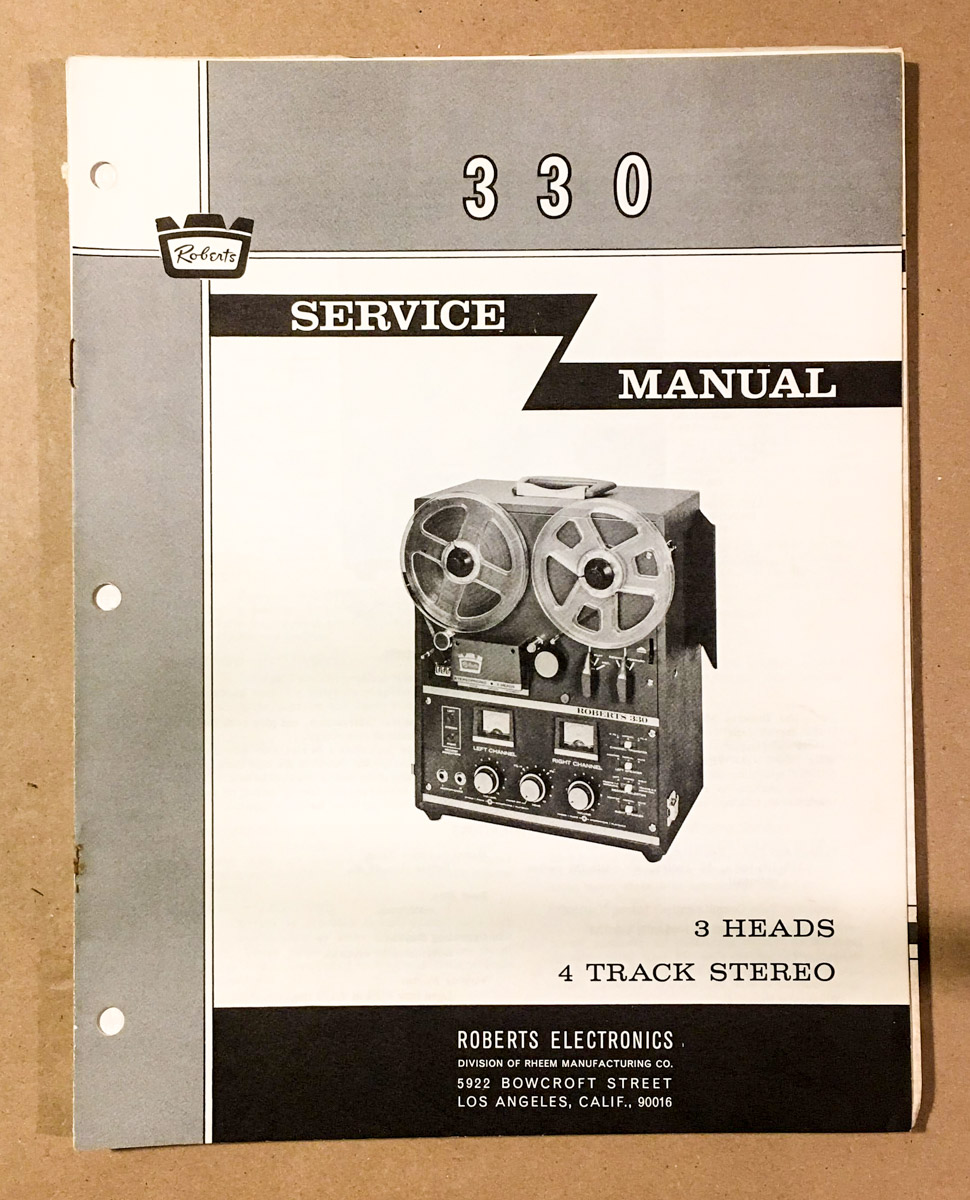 330
Roberts
SERVICE
MANUAL
ROBERTS 330
LEFT CHANNEL
RIGHT CHANNEL
3 HEADS
4 TRACK STEREO
ROBERTS ELECTRONICS
DIVISION OF RHEEM MANUFACTURING CO.
5922 BOWCROFT STREET
LOS ANGELES, CALIF., 90016